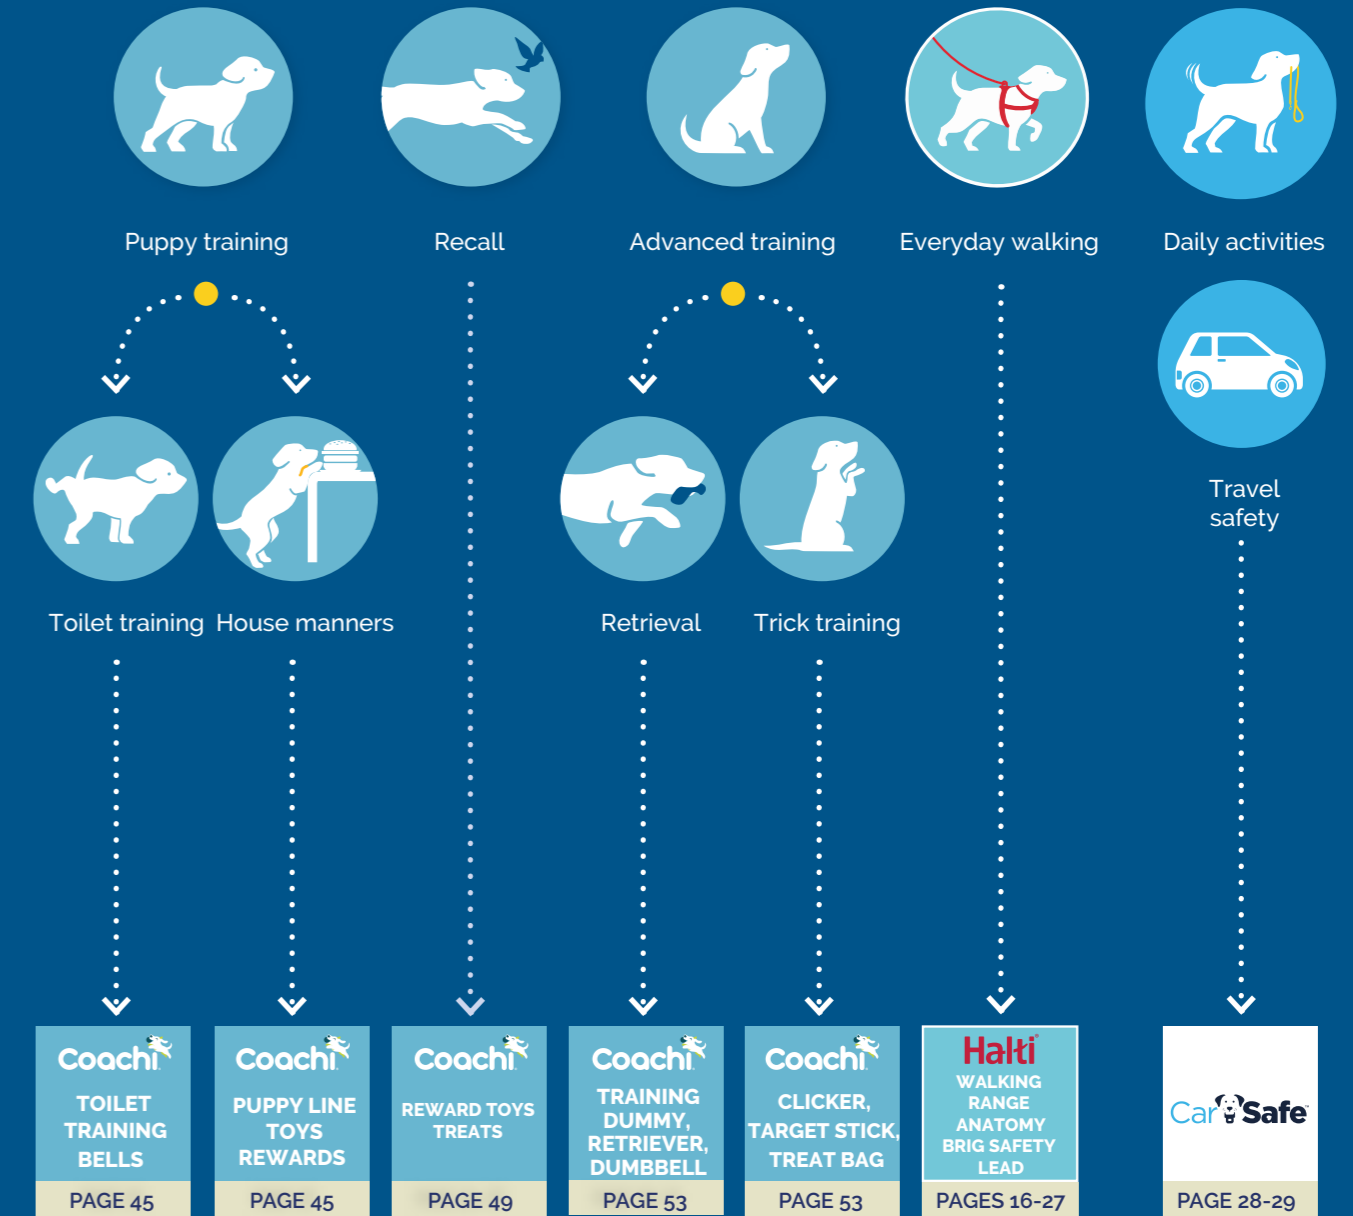 Puppy training
Recall
Advanced training
Everyday walking
Daily activities
Travel
safety
Toilet training
House manners
Retrieval
Trick training
Coachi
TOILET
TRAINING
BELLS
PAGE 45
Coachi
PUPPY LINE
TOYS
REWARDS
PAGE 45
Coachi
REWARD TOYS
TREATS
PAGE 49
Coachi
TRAINING
DUMMY,
RETRIEVER,
DUMBBELL
PAGE 53
Coachi
CLICKER,
TARGET STICK,
TREAT BAG
PAGE 53
Halti
WALKING
RANGE
ANATOMY
BRIG SAFETY
LEAD
PAGES 16-27
CarSafe
PAGE 28-29